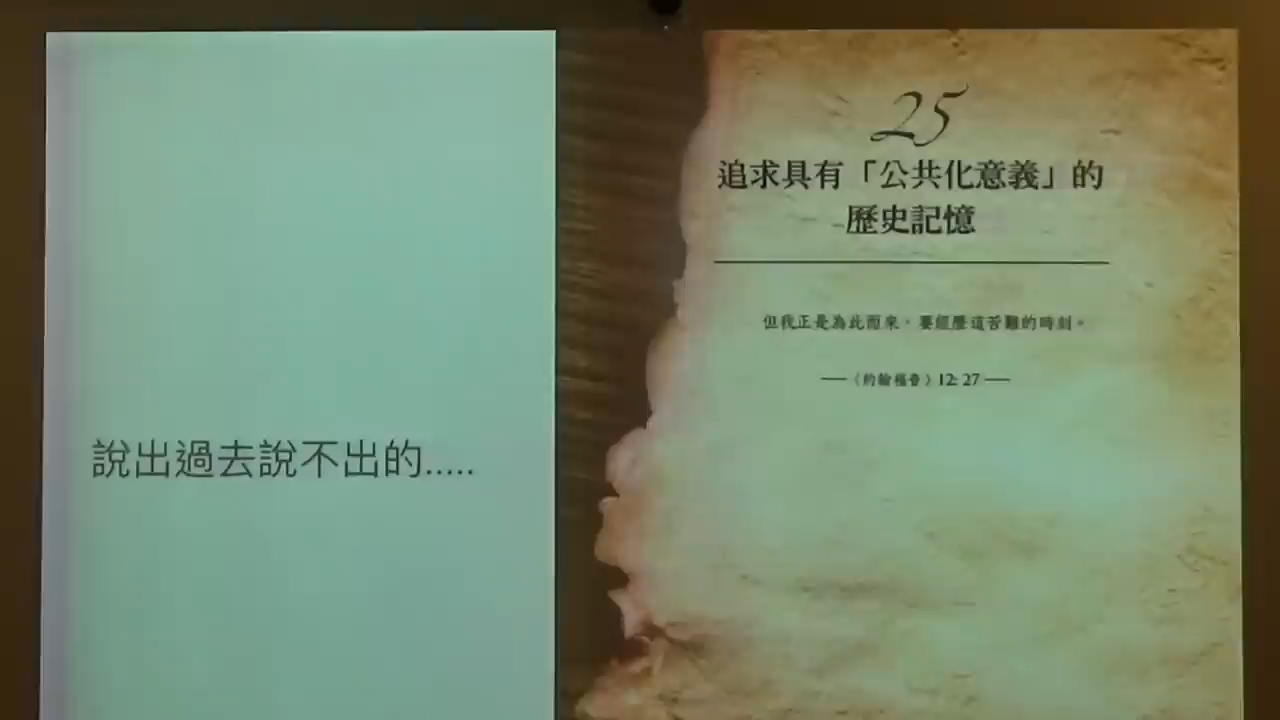 說出過去說不出的.....
25
追求具有「公共化意義」的
歷史記憶
但我正是為此而來，要經歷這苦難的時刻。
——〈約翰福音〉12: 27——